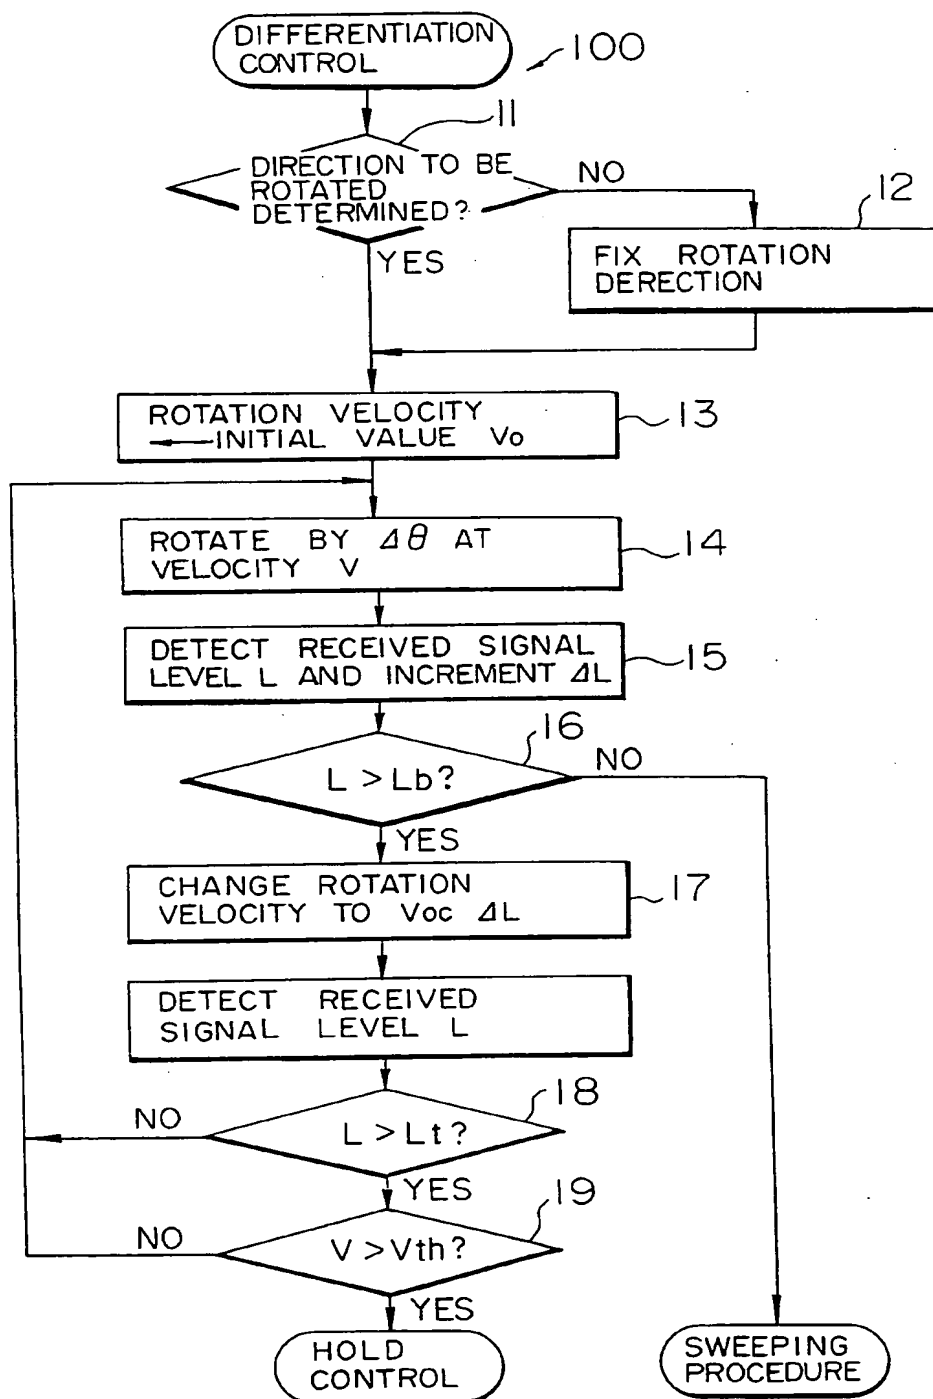 DIFFERENTIATION
CONTROL
100
11
DIRECTION TO BE
ROTATED
DETERMINED?
NO
YES
12
FIX ROTATION
DERECTION
ROTATION VELOCITY
←INITIAL VALUE Vo
13
ROTATE BY Δθ AT
VELOCITY V
14
DETECT RECEIVED SIGNAL
LEVEL L AND INCREMENT ΔL
15
16
L > Lb?
NO
YES
CHANGE ROTATION
VELOCITY TO Voc ΔL
17
DETECT RECEIVED
SIGNAL LEVEL L
18
L > Lt?
NO
YES
19
V > Vth?
NO
YES
HOLD
CONTROL
SWEEPING
PROCEDURE